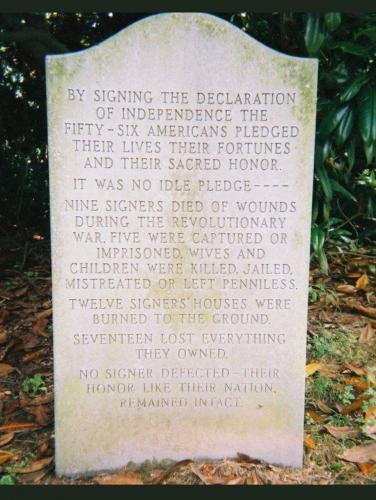 BY SIGNING THE DECLARATION
OF INDEPENDENCE THE
FIFTY-SIX AMERICANS PLEDGED
THEIR LIVES THEIR FORTUNES
AND THEIR SACRED HONOR.
IT WAS NO IDLE PLEDGE----
NINE SIGNERS DIED OF WOUNDS
DURING THE REVOLUTIONARY
WAR. FIVE WERE CAPTURED OR
IMPRISONED. WIVES AND
CHILDREN WERE KILLED, JAILED,
MISTREATED OR LEFT PENNILESS.
TWELVE SIGNERS' HOUSES WERE
BURNED TO THE GROUND.
SEVENTEEN LOST EVERYTHING
THEY OWNED.
NO SIGNER DEFECTED-THEIR
HONOR LIKE THEIR NATION,
REMAINED INTACT.